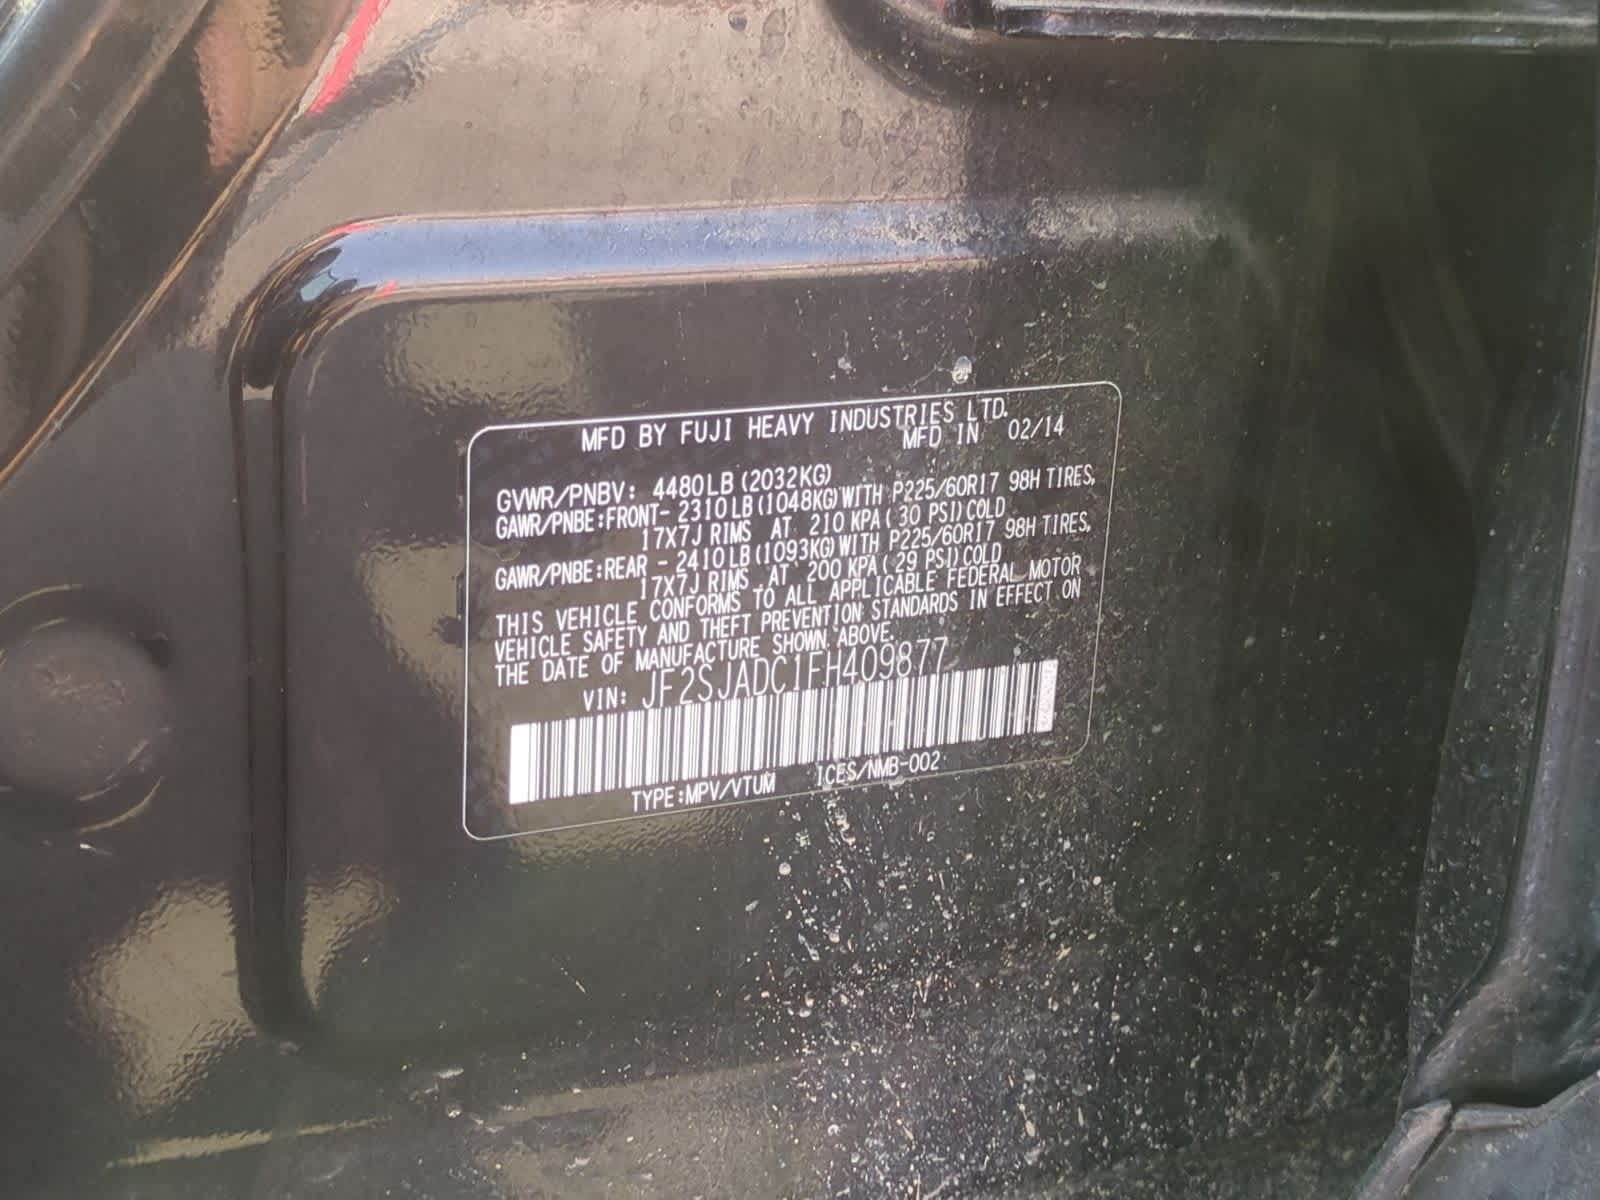 MFD BY FUJI HEAVY INDUSTRIES LTD.
MFD IN 02/14
GVWR/PNBV: 4480LB(2032KG)
GAWR/PNBE:FRONT- 2310LB(1048KG)WITH P225/60R17 98H TIRES,
17X7J RIMS AT 210 KPA( 30 PSI)COLD
GAWR/PNBE:REAR - 2410LB(1093KG)WITH P225/60R17 98H TIRES,
17X7J RIMS AT 200 KPA( 29 PSI)COLD
THIS VEHICLE CONFORMS TO ALL APPLICABLE FEDERAL MOTOR
VEHICLE SAFETY AND THEFT PREVENTION STANDARDS IN EFFECT ON
THE DATE OF MANUFACTURE SHOWN ABOVE.
VIN: JF2SJADC1FH409877
TYPE:MPV/VTUM ICES/NMB-002